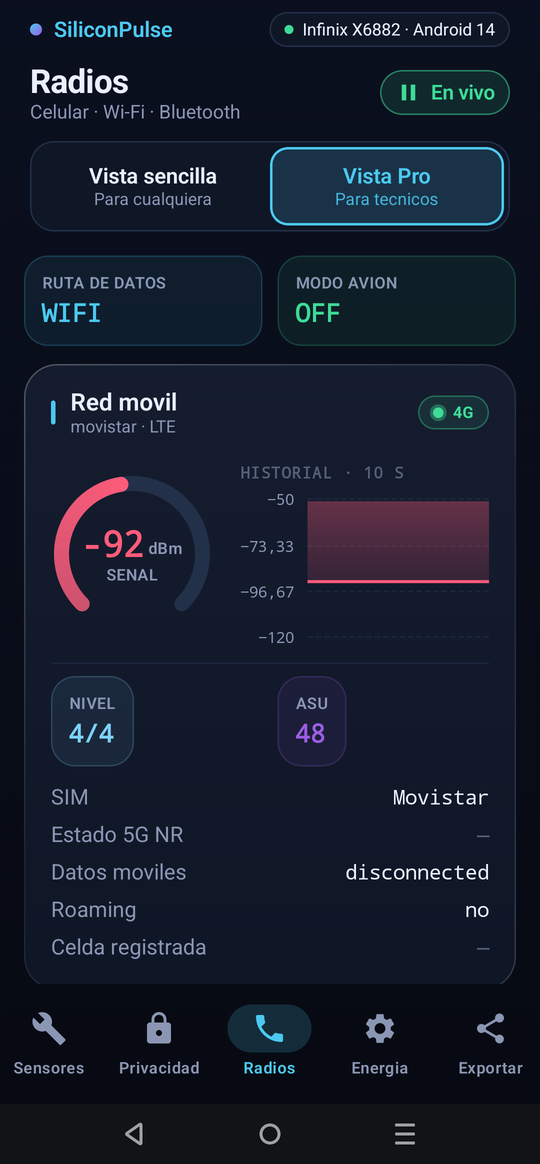 SiliconPulse
Infinix X6882 · Android 14
Radios
Celular · Wi-Fi · Bluetooth
En vivo
Vista sencilla
Para cualquiera
Vista Pro
Para tecnicos
RUTA DE DATOS
WIFI
MODO AVION
OFF
Red movil
movistar · LTE
4G
-92 dBm
SENAL
HISTORIAL · 10 S
−50
−73,33
−96,67
−120
NIVEL
4/4
ASU
48
SIM Movistar
Estado 5G NR —
Datos moviles disconnected
Roaming no
Celda registrada —
Sensores
Privacidad
Radios
Energia
Exportar